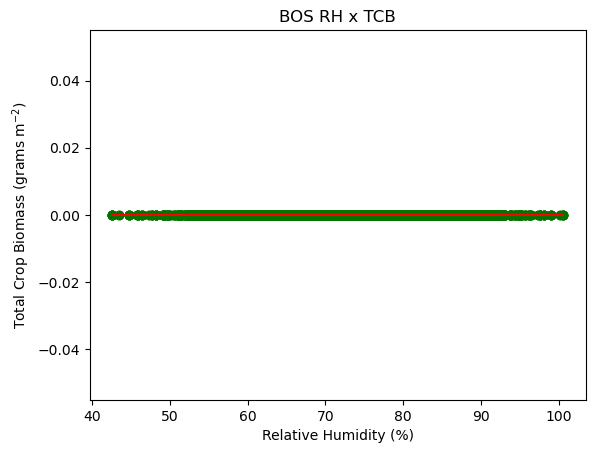 BOS RH x TCB
Total Crop Biomass (grams m⁻²)
0.04
0.02
0.00
−0.02
−0.04
40 50 60 70 80 90 100
Relative Humidity (%)